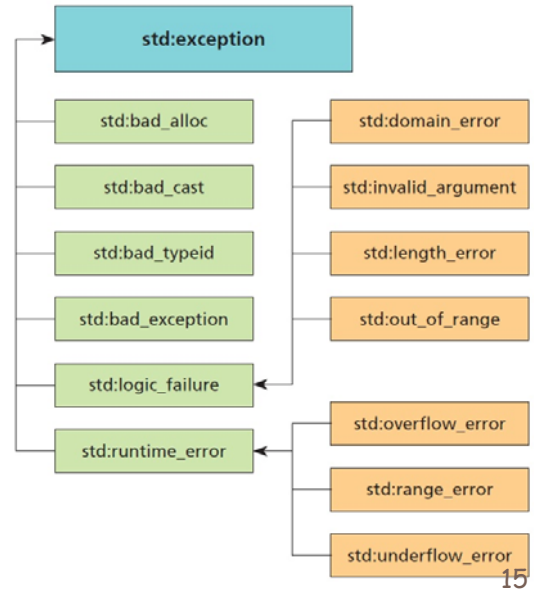 std:exception
std:bad_alloc
std:bad_cast
std:bad_typeid
std:bad_exception
std:logic_failure
std:runtime_error
std:domain_error
std:invalid_argument
std:length_error
std:out_of_range
std:overflow_error
std:range_error
std:underflow_error
15